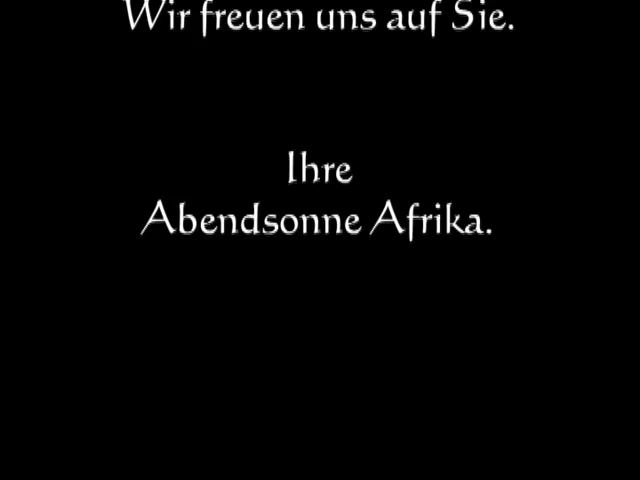 Wir freuen uns auf Sie.
Ihre
Abendsonne Afrika.